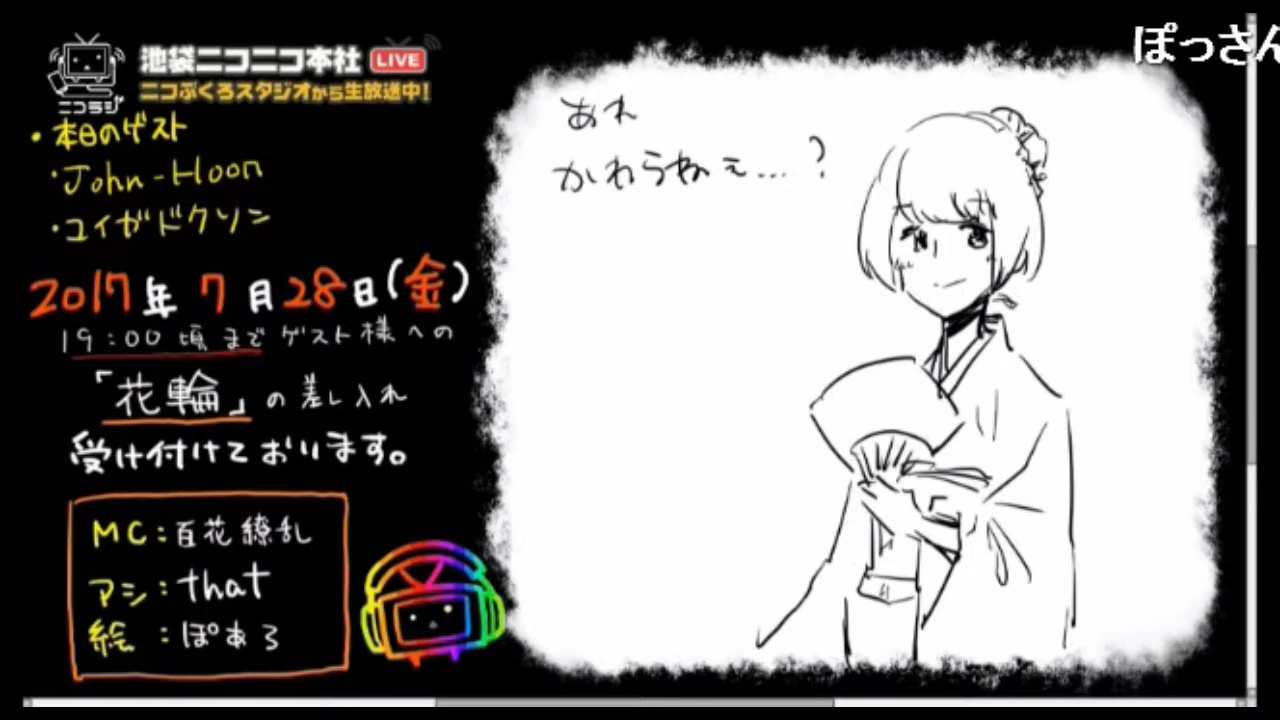 池袋ニコニコ本社 LIVE
ニコぶくろスタジオから生放送中!
ニコラジ
・本日のゲスト
・John-Hoon
・ユイガドクソン
2017年7月28日(金)
19:00頃までゲスト様への
「花輪」の差し入れ
受け付けております。
MC:百花繚乱
アシ:that
絵:ぽあろ
あれ
かわらねぇ…?
ぽっさん